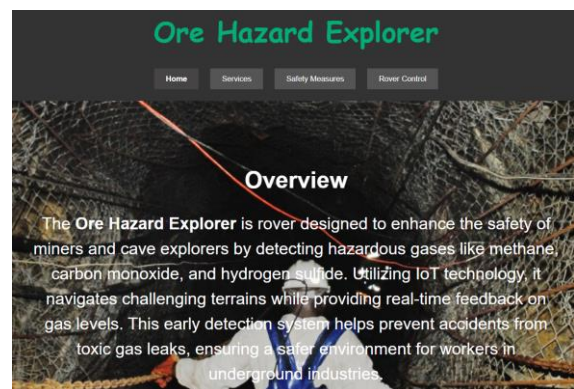 Ore Hazard Explorer
Home Services Safety Measures Rover Control
Overview
The Ore Hazard Explorer is rover designed to enhance the safety of
miners and cave explorers by detecting hazardous gases like methane,
carbon monoxide, and hydrogen sulfide. Utilizing IoT technology, it
navigates challenging terrains while providing real-time feedback on
gas levels. This early detection system helps prevent accidents from
toxic gas leaks, ensuring a safer environment for workers in
underground industries.